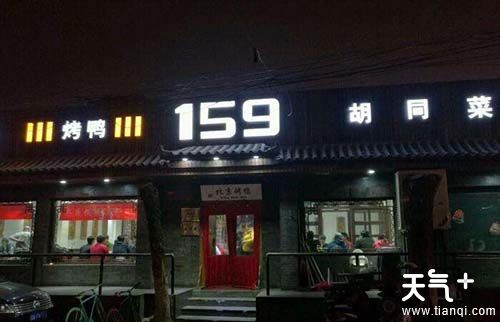 烤鸭 159 胡同菜
北京烤鸭
天气+
www.tianqi.com